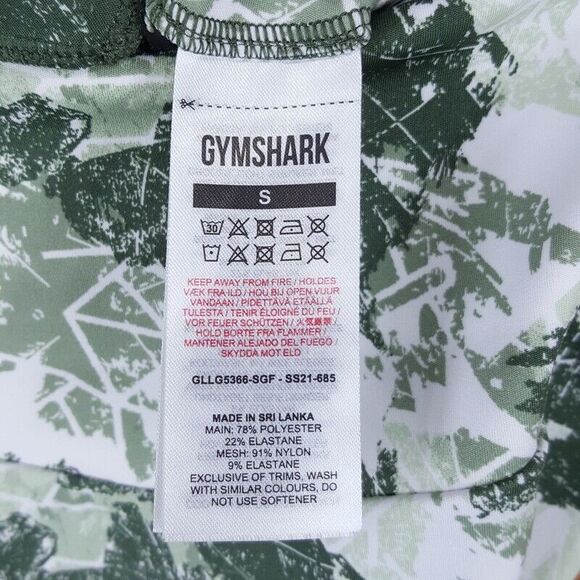 GYMSHARK
S
30
KEEP AWAY FROM FIRE / HOLDES
VÆK FRA ILD / HOU BIJ OPEN VUUR
VANDAAN / PIDETTÄVÄ ETÄÄLLÄ
TULESTA / TENIR ÉLOIGNÉ DU FEU /
VOR FEUER SCHÜTZEN / 火気厳禁 /
HOLD BORTE FRA FLAMMER /
MANTENER ALEJADO DEL FUEGO
SKYDDA MOT ELD
GLLG5366-SGF - SS21-685
MADE IN SRI LANKA
MAIN: 78% POLYESTER
22% ELASTANE
MESH: 91% NYLON
9% ELASTANE
EXCLUSIVE OF TRIMS, WASH
WITH SIMILAR COLOURS, DO
NOT USE SOFTENER